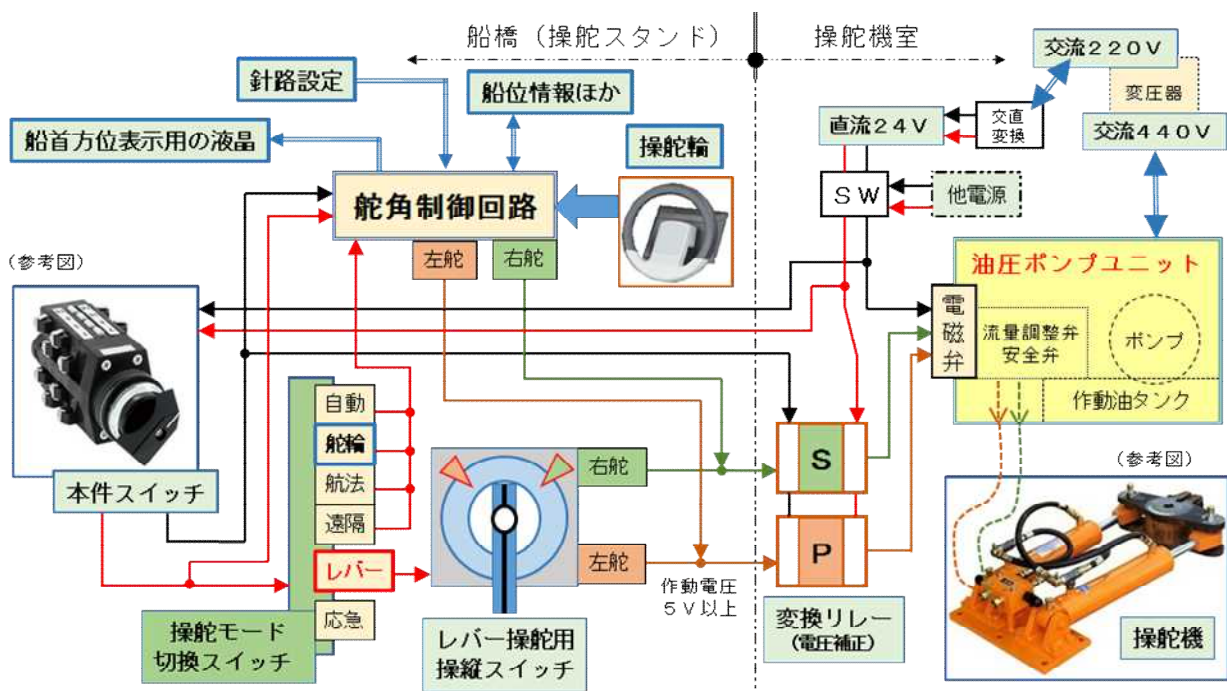 船橋（操舵スタンド）
操舵機室
交流２２０Ｖ
変圧器
交流４４０Ｖ
針路設定
船位情報ほか
直流２４Ｖ
交直
変換
船首方位表示用の液晶
操舵輪
舵角制御回路
ＳＷ
他電源
左舵
右舵
（参考図）
油圧ポンプユニット
電磁弁
流量調整弁
安全弁
ポンプ
作動油タンク
自動
舵輪
航法
遠隔
レバー
応急
右舵
左舵
S
P
（参考図）
本件スイッチ
作動電圧
５Ｖ以上
操舵モード
切換スイッチ
レバー操舵用
操縦スイッチ
変換リレー
（電圧補正）
操舵機